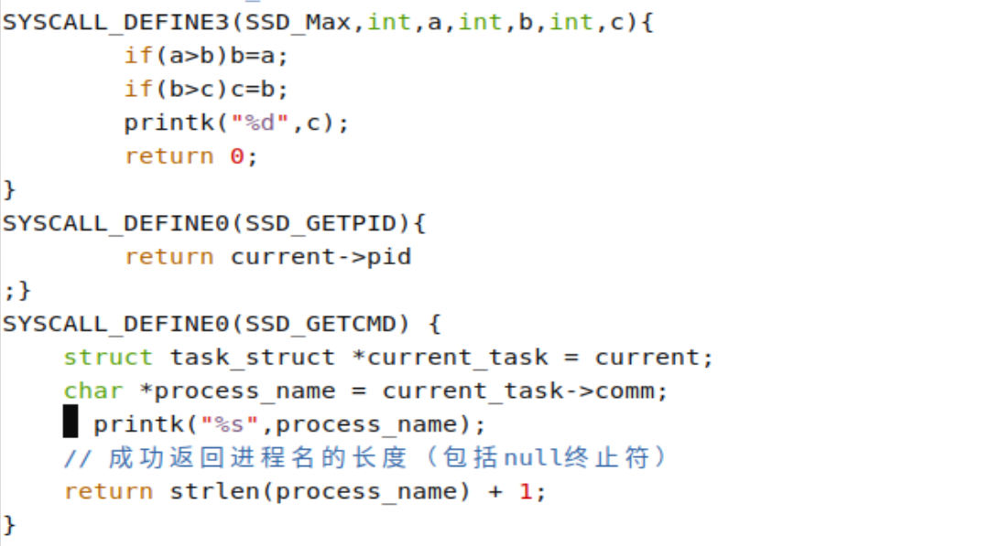 SYSCALL_DEFINE3(SSD_Max,int,a,int,b,int,c){
        if(a>b)b=a;
        if(b>c)c=b;
        printk("%d",c);
        return 0;
}
SYSCALL_DEFINE0(SSD_GETPID){
        return current->pid
;}
SYSCALL_DEFINE0(SSD_GETCMD) {
    struct task_struct *current_task = current;
    char *process_name = current_task->comm;
      printk("%s",process_name);
    // 成功返回进程名的长度（包括null终止符）
    return strlen(process_name) + 1;
}